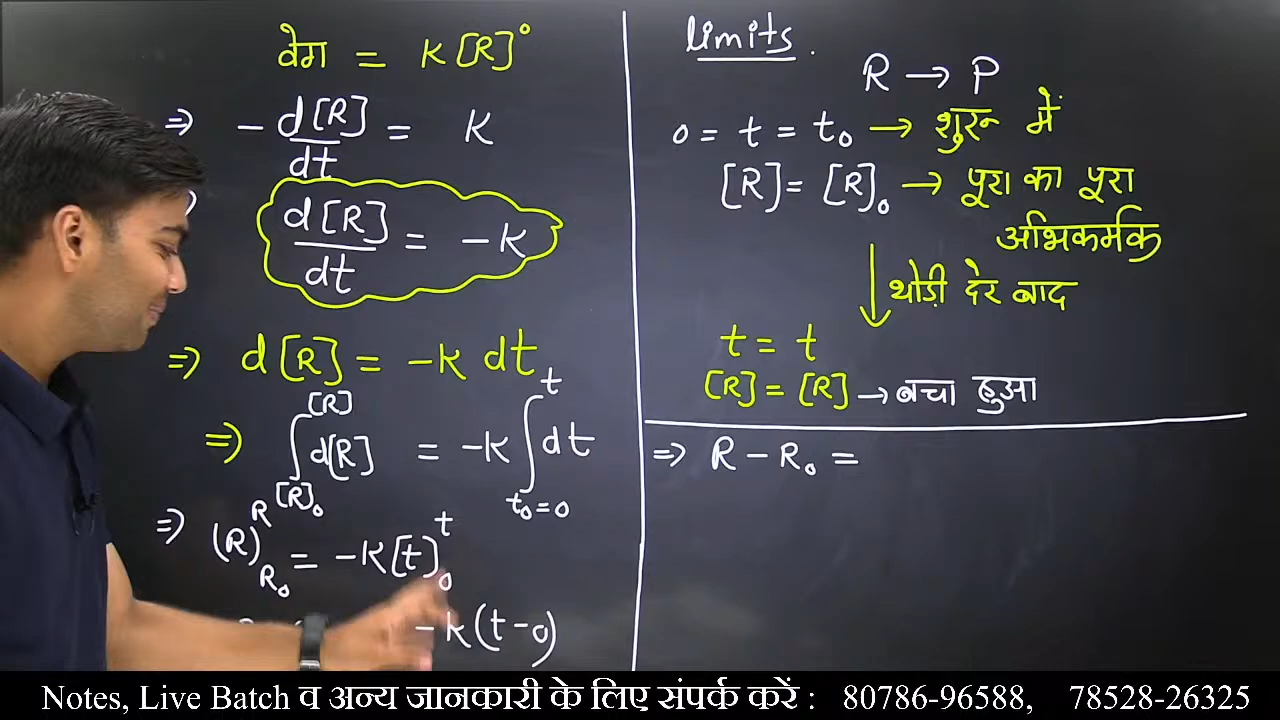 वेग = K[R]⁰
⇒ - d[R]/dt = K
d[R]/dt = -K
⇒ d[R] = -K dt
⇒ ∫_{[R]₀}^{[R]} d[R] = -K ∫_{t₀=0}^{t} dt
⇒ (R)_{R₀}^{R} = -K[t]₀^t
-K(t-0)
limits.
R → P
0 = t = t₀ → शुरू में
[R] = [R]₀ → पूरा का पूरा
अभिकर्मक
↓ थोड़ी देर बाद
t = t
[R] = [R] → बचा हुआ
⇒ R - R₀ =
Notes, Live Batch व अन्य जानकारी के लिए संपर्क करें : 80786-96588, 78528-26325